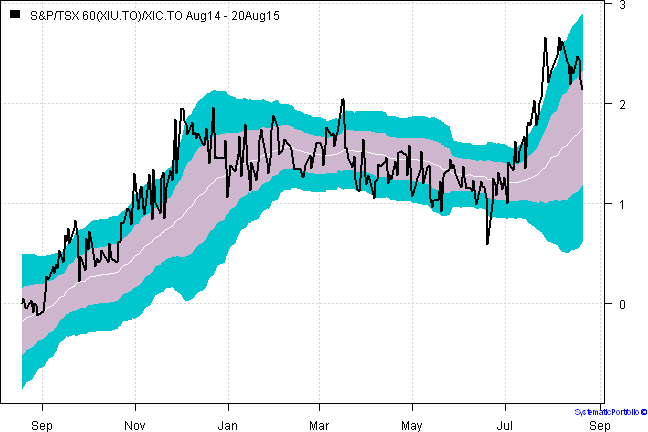 S&P/TSX 60(XIU.TO)/XIC.TO Aug14 - 20Aug15
3
2
1
0
SystematicPortfolio ©
Sep Nov Jan Mar May Jul Sep